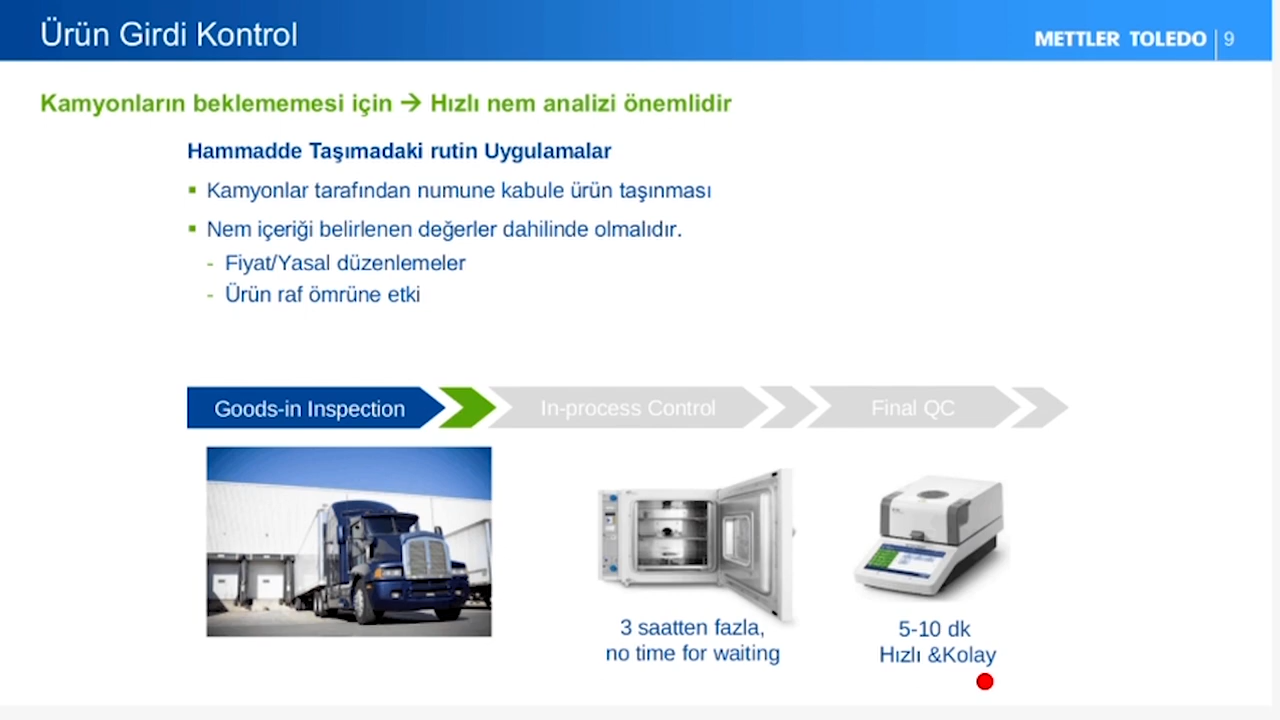 Ürün Girdi Kontrol
METTLER TOLEDO | 9
Kamyonların beklememesi için → Hızlı nem analizi önemlidir
Hammadde Taşımadaki rutin Uygulamalar
▪ Kamyonlar tarafından numune kabule ürün taşınması
▪ Nem içeriği belirlenen değerler dahilinde olmalıdır.
- Fiyat/Yasal düzenlemeler
- Ürün raf ömrüne etki
Goods-in Inspection
In-process Control
Final QC
3 saatten fazla,
no time for waiting
5-10 dk
Hızlı &Kolay